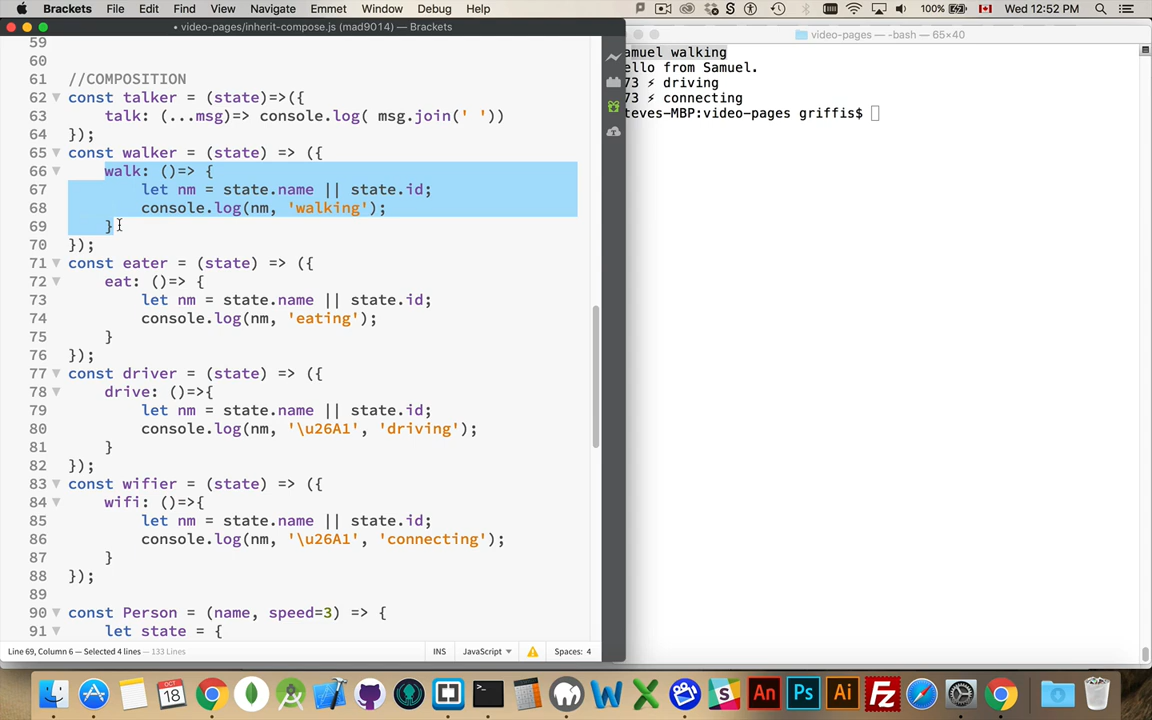 Brackets File Edit Find View Navigate Emmet Window Debug Help 100% Wed 12:52 PM
• video-pages/inherit-compose.js (mad9014) — Brackets
video-pages — -bash — 65×40
59
60
61 //COMPOSITION
62 const talker = (state)=>({
63 talk: (...msg)=> console.log( msg.join(' '))
64 });
65 const walker = (state) => ({
66 walk: ()=> {
67 let nm = state.name || state.id;
68 console.log(nm, 'walking');
69 }
70 });
71 const eater = (state) => ({
72 eat: ()=> {
73 let nm = state.name || state.id;
74 console.log(nm, 'eating');
75 }
76 });
77 const driver = (state) => ({
78 drive: ()=>{
79 let nm = state.name || state.id;
80 console.log(nm, '\u26A1', 'driving');
81 }
82 });
83 const wifier = (state) => ({
84 wifi: ()=>{
85 let nm = state.name || state.id;
86 console.log(nm, '\u26A1', 'connecting');
87 }
88 });
89
90 const Person = (name, speed=3) => {
91 let state = {
amuel walking
ello from Samuel.
73 ⚡ driving
73 ⚡ connecting
teves-MBP:video-pages griffis$
Line 69, Column 6 — Selected 4 lines — 133 Lines
INS JavaScript Spaces: 4
OCT
18
An Ps Ai